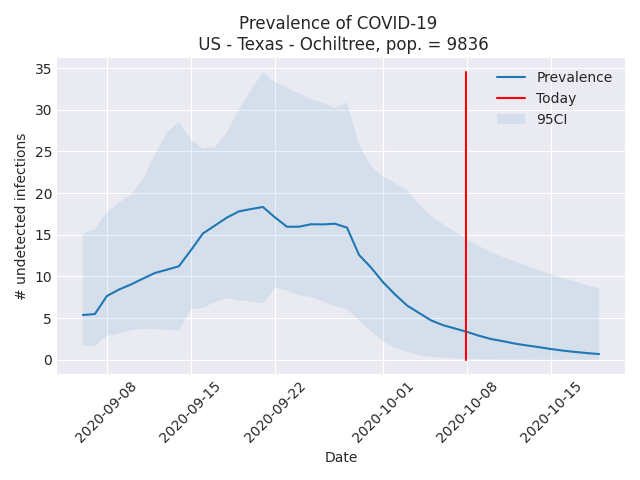 Prevalence of COVID-19
US - Texas - Ochiltree, pop. = 9836
35
30
25
20
15
10
5
0
# undetected infections
Prevalence
Today
95CI
2020-09-08
2020-09-15
2020-09-22
2020-10-01
2020-10-08
2020-10-15
Date